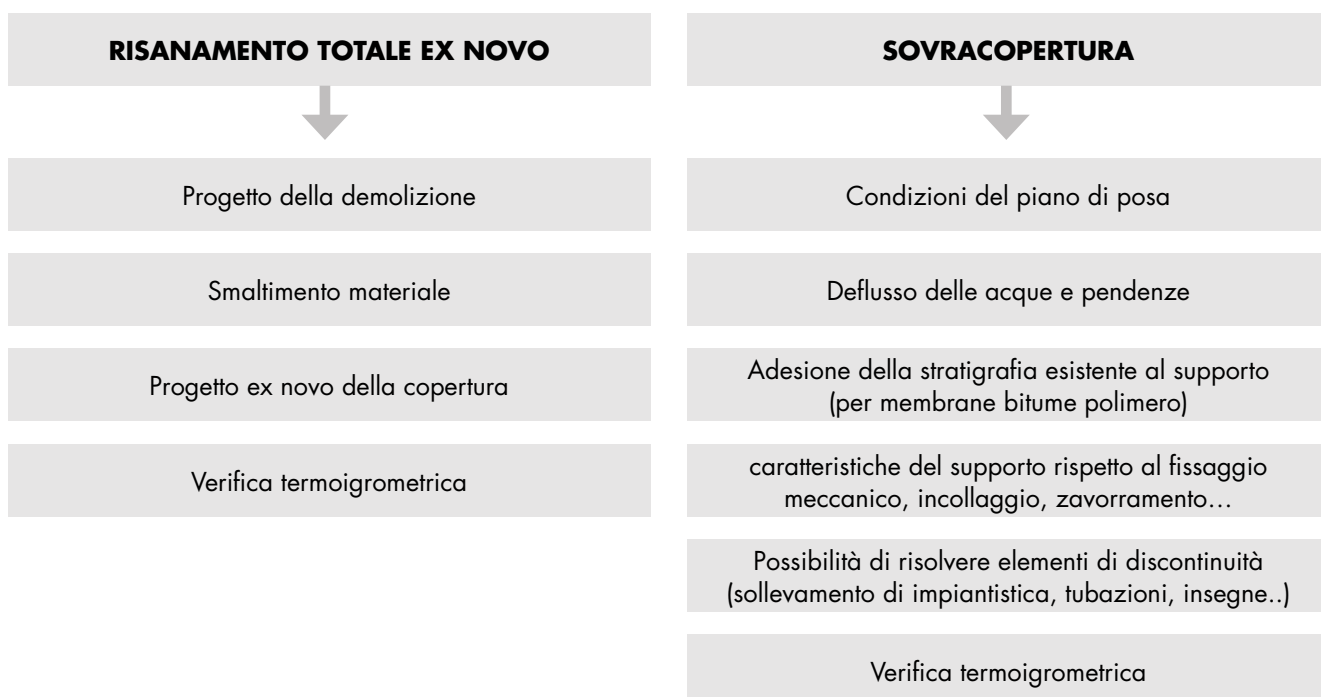 RISANAMENTO TOTALE EX NOVO
Progetto della demolizione
Smaltimento materiale
Progetto ex novo della copertura
Verifica termoigrometrica
SOVRACOPERTURA
Condizioni del piano di posa
Deflusso delle acque e pendenze
Adesione della stratigrafia esistente al supporto
(per membrane bitume polimero)
caratteristiche del supporto rispetto al fissaggio
meccanico, incollaggio, zavorramento...
Possibilità di risolvere elementi di discontinuità
(sollevamento di impiantistica, tubazioni, insegne..)
Verifica termoigrometrica